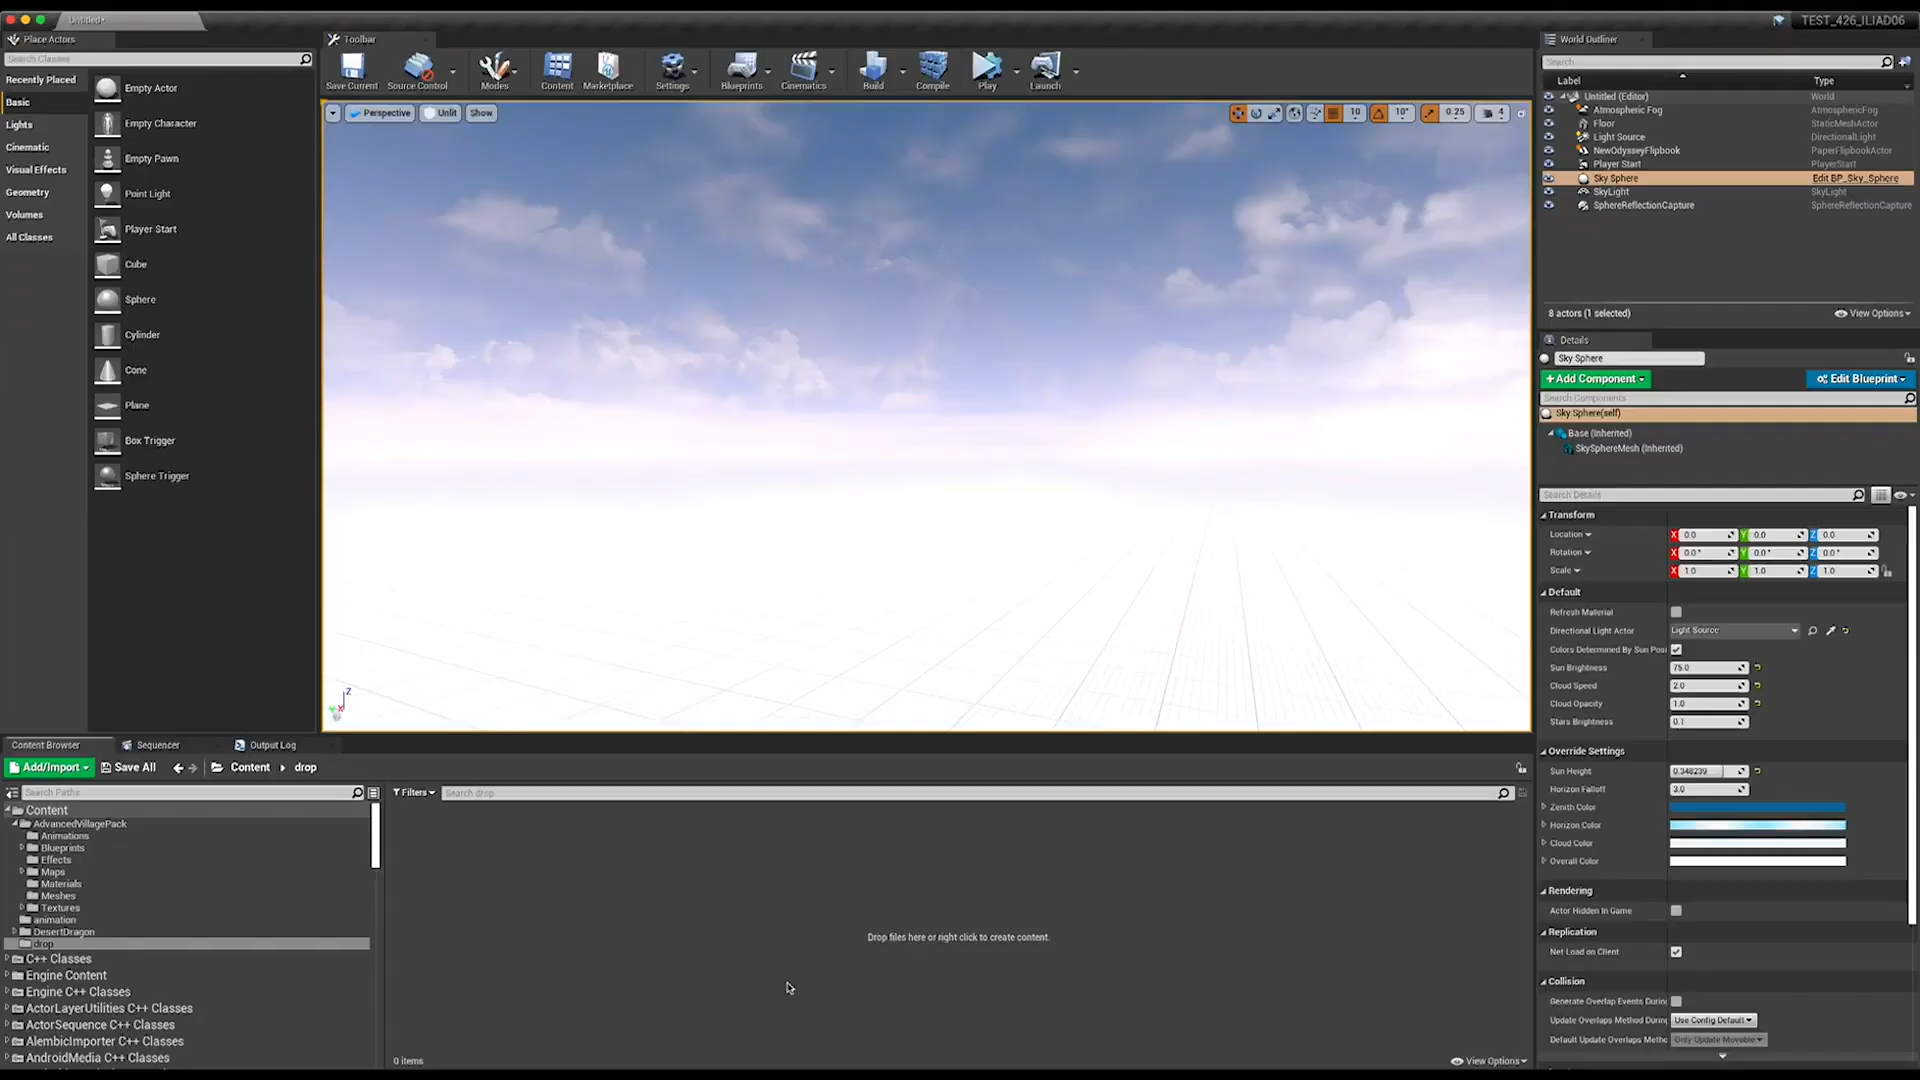 Untitled*
TEST_426_ILIAD06
Place Actors
Search Classes
Recently Placed
Basic
Lights
Cinematic
Visual Effects
Geometry
Volumes
All Classes
Empty Actor
Empty Character
Empty Pawn
Point Light
Player Start
Cube
Sphere
Cylinder
Cone
Plane
Box Trigger
Sphere Trigger
Toolbar
Save Current
Source Control
Modes
Content
Marketplace
Settings
Blueprints
Cinematics
Build
Compile
Play
Launch
Perspective
Unlit
Show
10
10°
0.25
4
Z
X
Y
World Outliner
Search
Label
Type
Untitled (Editor)
World
Atmospheric Fog
AtmosphericFog
Floor
StaticMeshActor
Light Source
DirectionalLight
NewOdysseyFlipbook
PaperFlipbookActor
Player Start
PlayerStart
Sky Sphere
Edit BP_Sky_Sphere
SkyLight
SkyLight
SphereReflectionCapture
SphereReflectionCapture
8 actors (1 selected)
View Options
Details
Sky Sphere
+Add Component
Edit Blueprint
Search Components
Sky Sphere(self)
Base (Inherited)
SkySphereMesh (Inherited)
Search Details
Transform
Location
X 0.0 Y 0.0 Z 0.0
Rotation
X 0.0° Y 0.0° Z 0.0°
Scale
X 1.0 Y 1.0 Z 1.0
Default
Refresh Material
Directional Light Actor
Light Source
Colors Determined By Sun Posi
Sun Brightness
75.0
Cloud Speed
2.0
Cloud Opacity
1.0
Stars Brightness
0.1
Override Settings
Sun Height
0.348239
Horizon Falloff
3.0
Zenith Color
Horizon Color
Cloud Color
Overall Color
Rendering
Actor Hidden In Game
Replication
Net Load on Client
Collision
Generate Overlap Events During
Update Overlaps Method During
Use Config Default
Default Update Overlaps Metho
Only Update Movable
Content Browser
Sequencer
Output Log
Add/Import
Save All
Content
drop
Search Paths
Filters
Search drop
Content
AdvancedVillagePack
Animations
Blueprints
Effects
Maps
Materials
Meshes
Textures
animation
DesertDragon
drop
C++ Classes
Engine Content
Engine C++ Classes
ActorLayerUtilities C++ Classes
ActorSequence C++ Classes
AlembicImporter C++ Classes
AndroidMedia C++ Classes
Drop files here or right click to create content.
0 items
View Options